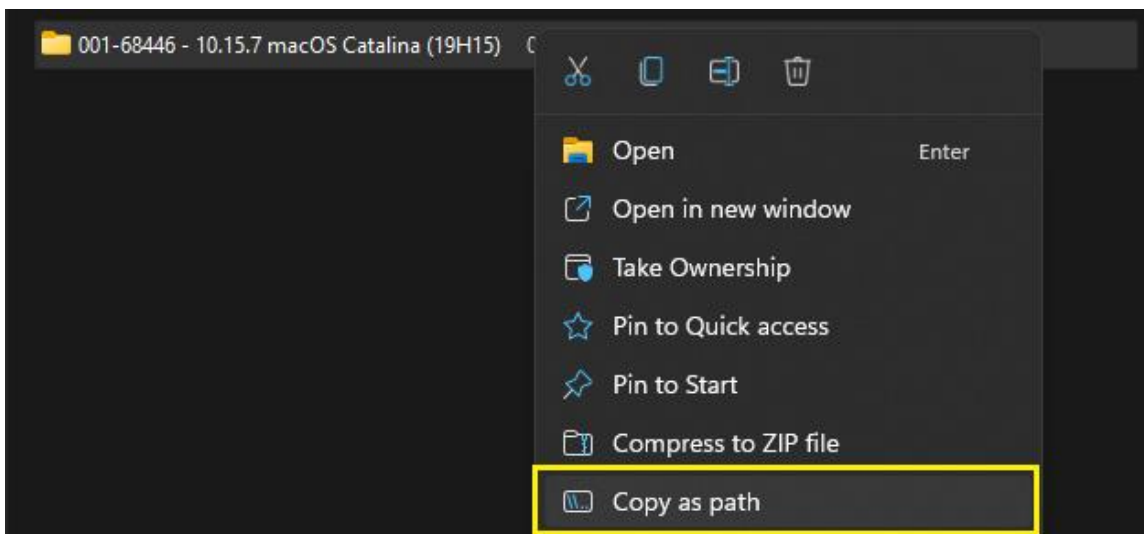 001-68446 - 10.15.7 macOS Catalina (19H15)
Open Enter
Open in new window
Take Ownership
Pin to Quick access
Pin to Start
Compress to ZIP file
Copy as path